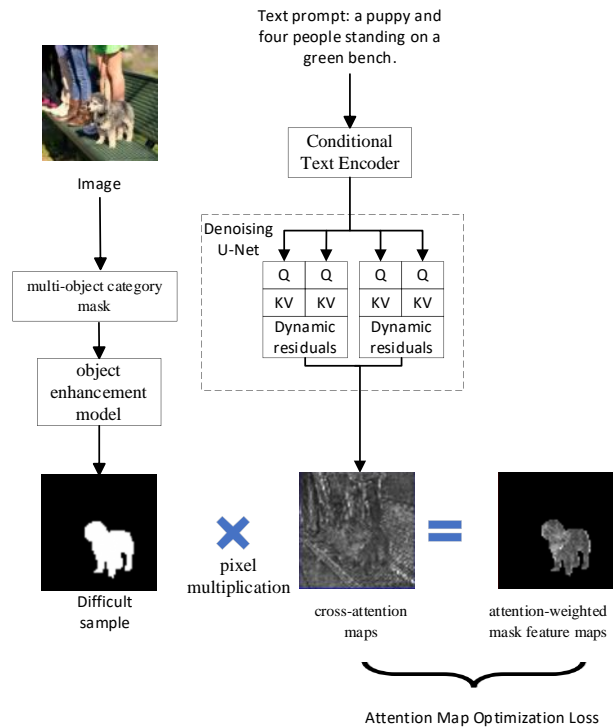 Text prompt: a puppy and
four people standing on a
green bench.
Image
Conditional
Text Encoder
Denoising
U-Net
Q Q Q Q
KV KV KV KV
Dynamic
residuals
Dynamic
residuals
multi-object category
mask
object
enhancement
model
Difficult
sample
pixel
multiplication
cross-attention
maps
attention-weighted
mask feature maps
Attention Map Optimization Loss